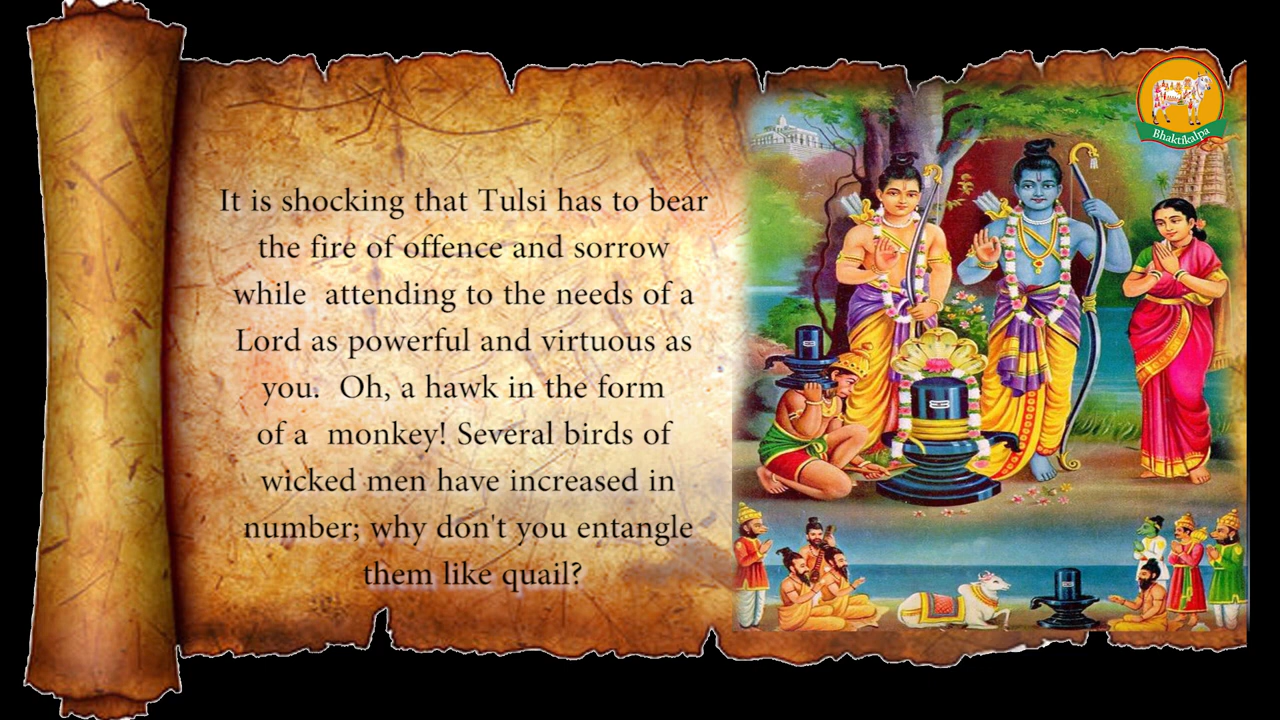 It is shocking that Tulsi has to bear
the fire of offence and sorrow
while attending to the needs of a
Lord as powerful and virtuous as
you. Oh, a hawk in the form
of a monkey! Several birds of
wicked men have increased in
number; why don't you entangle
them like quail?
Bhaktikalpa